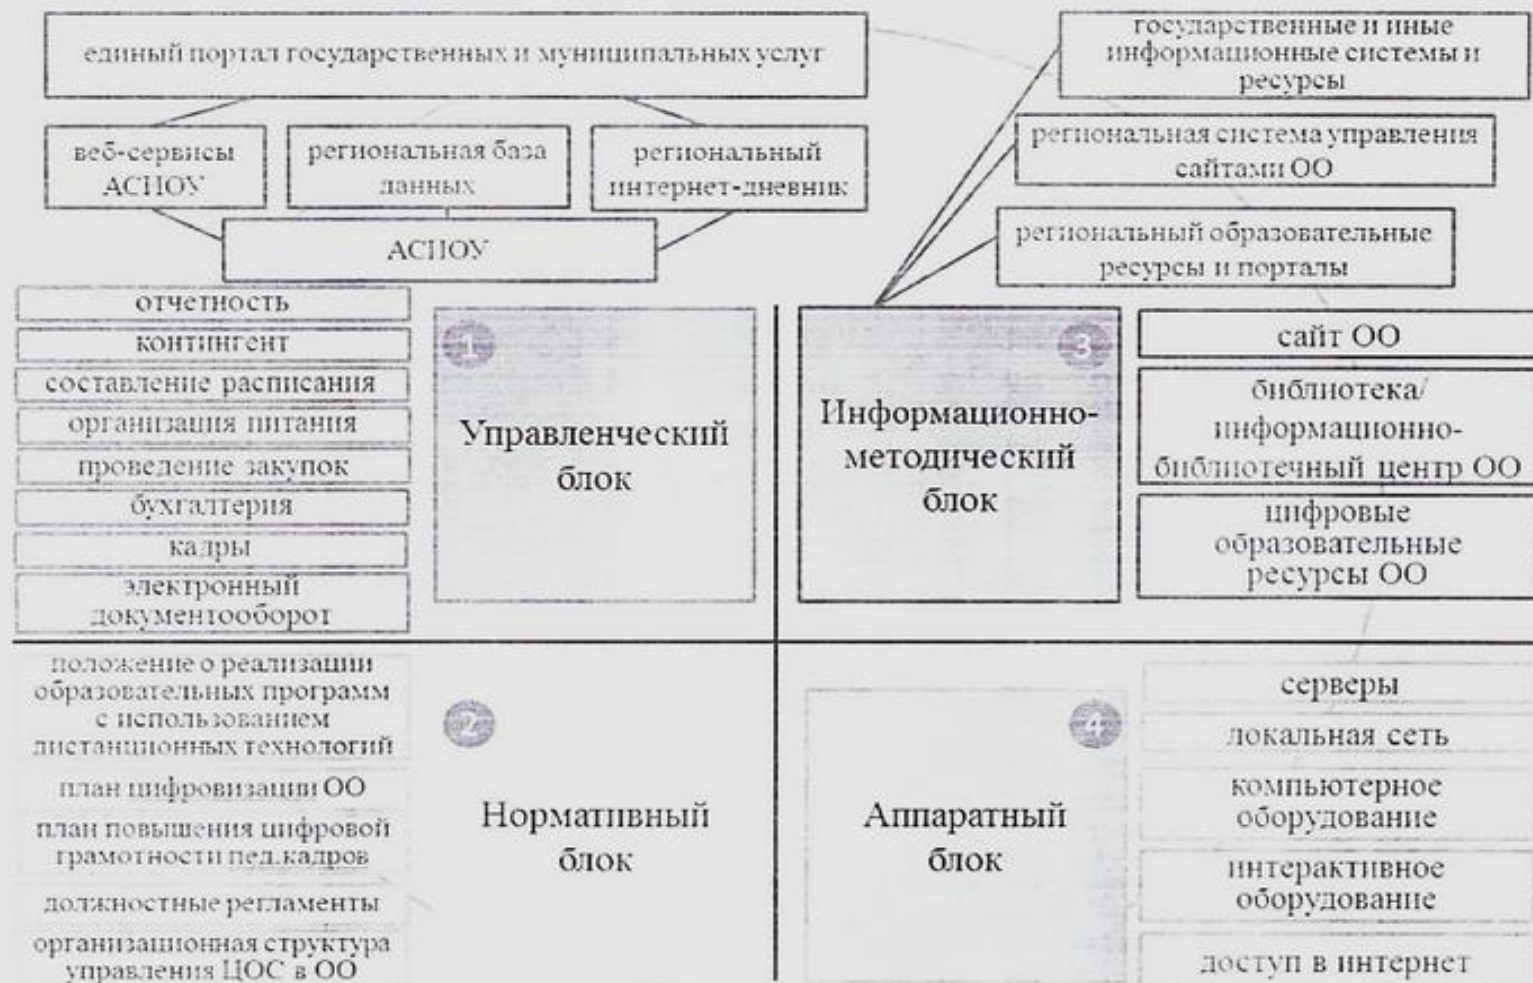 единый портал государственных и муниципальных услуг
веб-сервисы
АСИОУ
региональная база
данных
региональный
интернет-дневник
АСИОУ
государственные и иные
информационные системы и
ресурсы
региональная система управления
сайтами ОО
региональный образовательные
ресурсы и порталы
отчетность
контингент
составление расписания
организация питания
проведение закупок
бухгалтерия
кадры
электронный
документооборот
1
Управленческий
блок
3
Информационно-
методический
блок
сайт ОО
библиотека/
информационно-
библиотечный центр ОО
цифровые
образовательные
ресурсы ОО
положение о реализации
образовательных программ
с использованием
дистанционных технологий
план цифровизации ОО
план повышения цифровой
грамотности пед.кадров
должностные регламенты
организационная структура
управления ЦОС в ОО
2
Нормативный
блок
4
Аппаратный
блок
серверы
локальная сеть
компьютерное
оборудование
интерактивное
оборудование
доступ в интернет